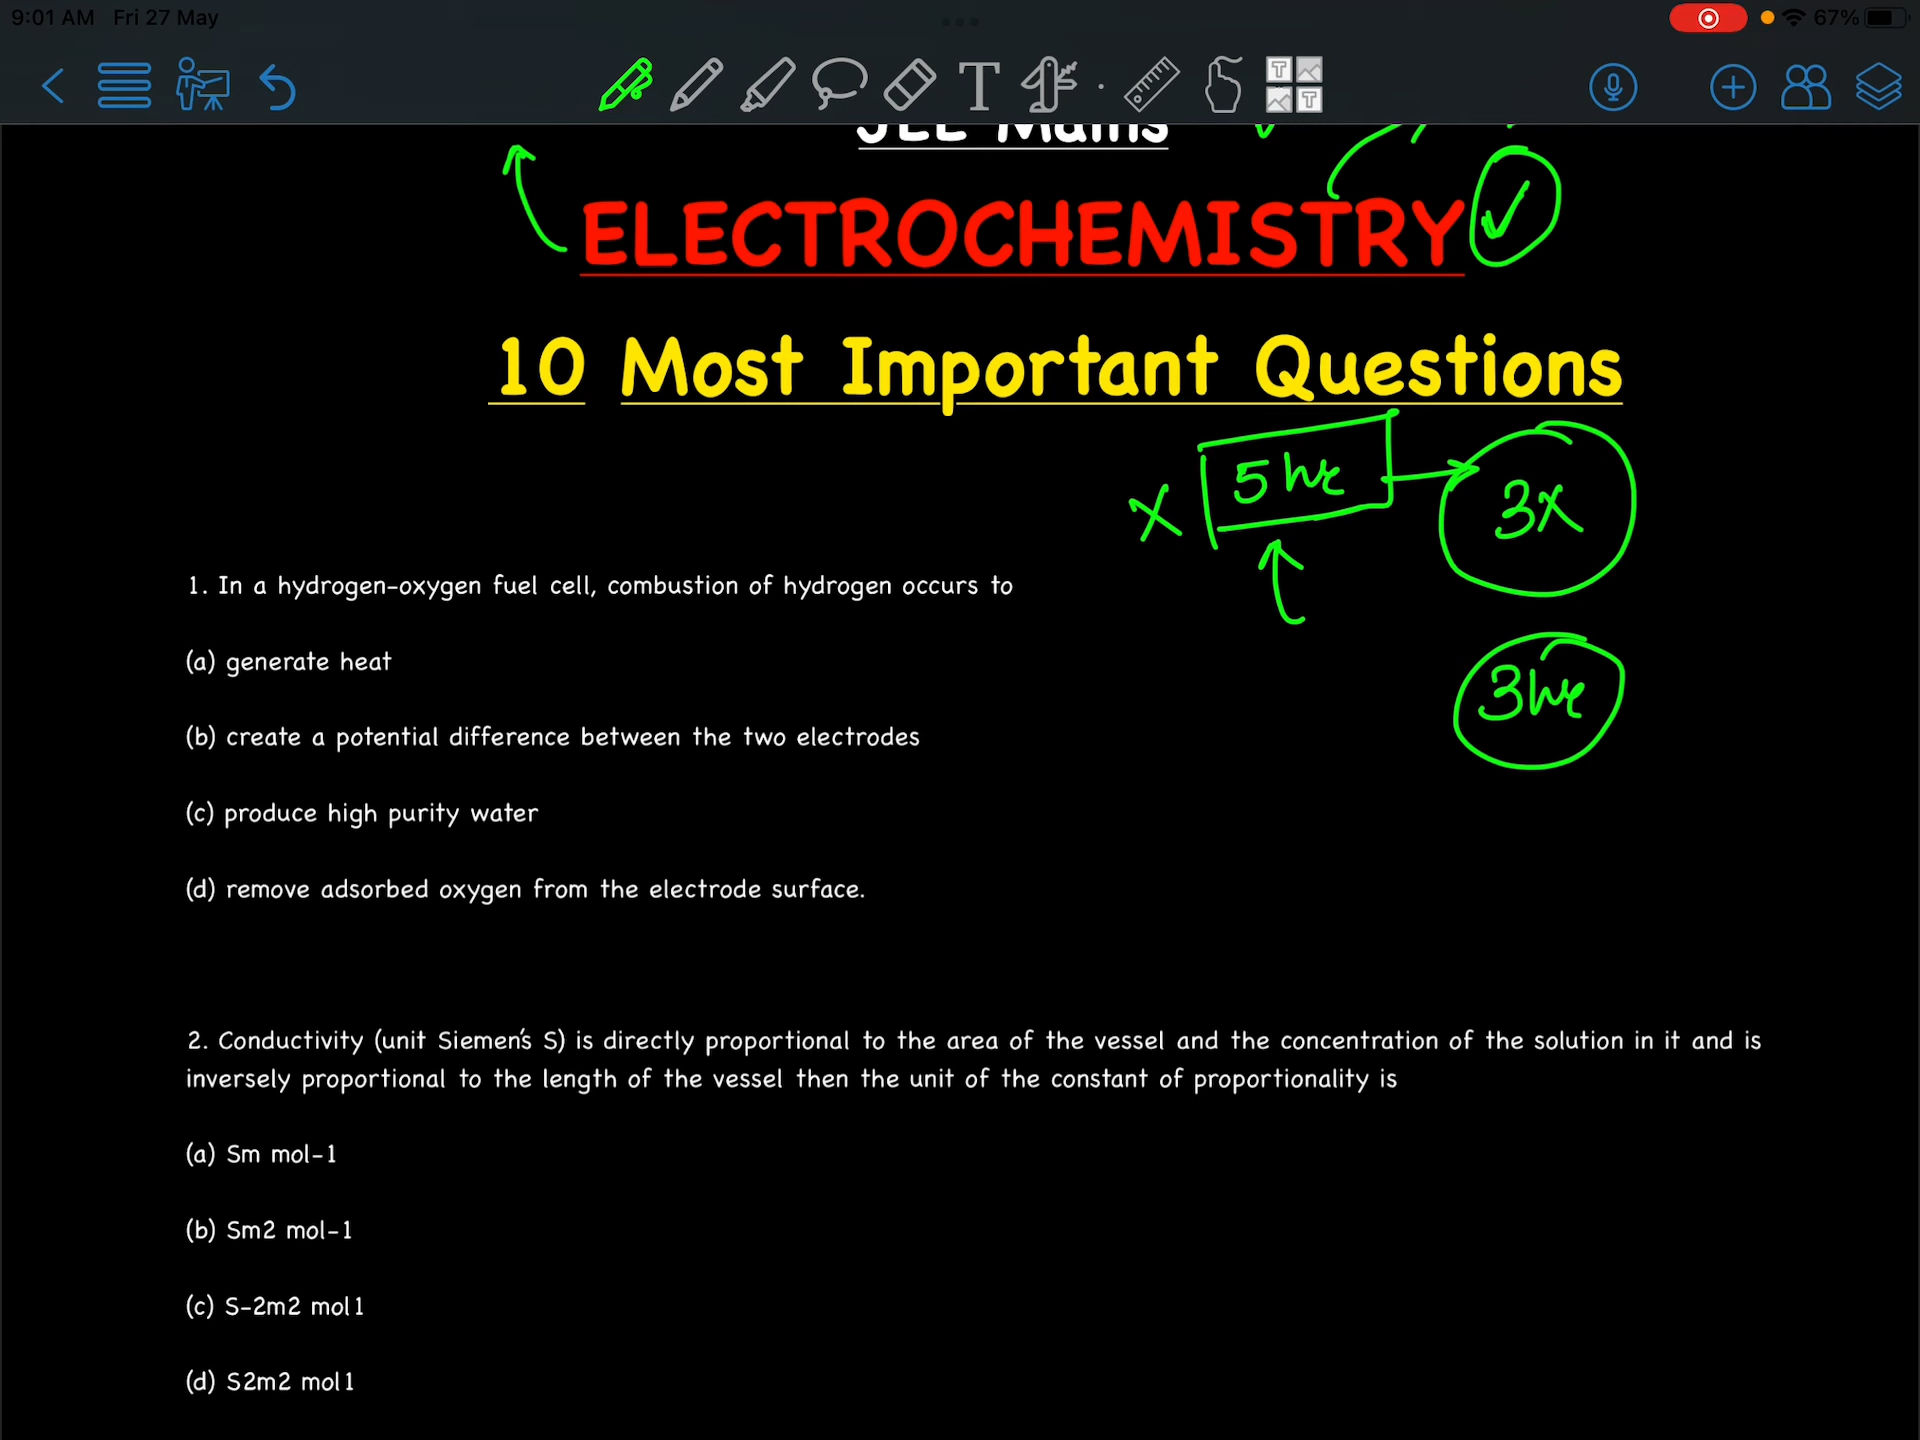 9:01 AM Fri 27 May
67%
JEE Mains
ELECTROCHEMISTRY
10 Most Important Questions
X 5 hr
3X
3hr
1. In a hydrogen-oxygen fuel cell, combustion of hydrogen occurs to
(a) generate heat
(b) create a potential difference between the two electrodes
(c) produce high purity water
(d) remove adsorbed oxygen from the electrode surface.
2. Conductivity (unit Siemen's S) is directly proportional to the area of the vessel and the concentration of the solution in it and is
inversely proportional to the length of the vessel then the unit of the constant of proportionality is
(a) Sm mol-1
(b) Sm2 mol-1
(c) S-2m2 mol1
(d) S2m2 mol1